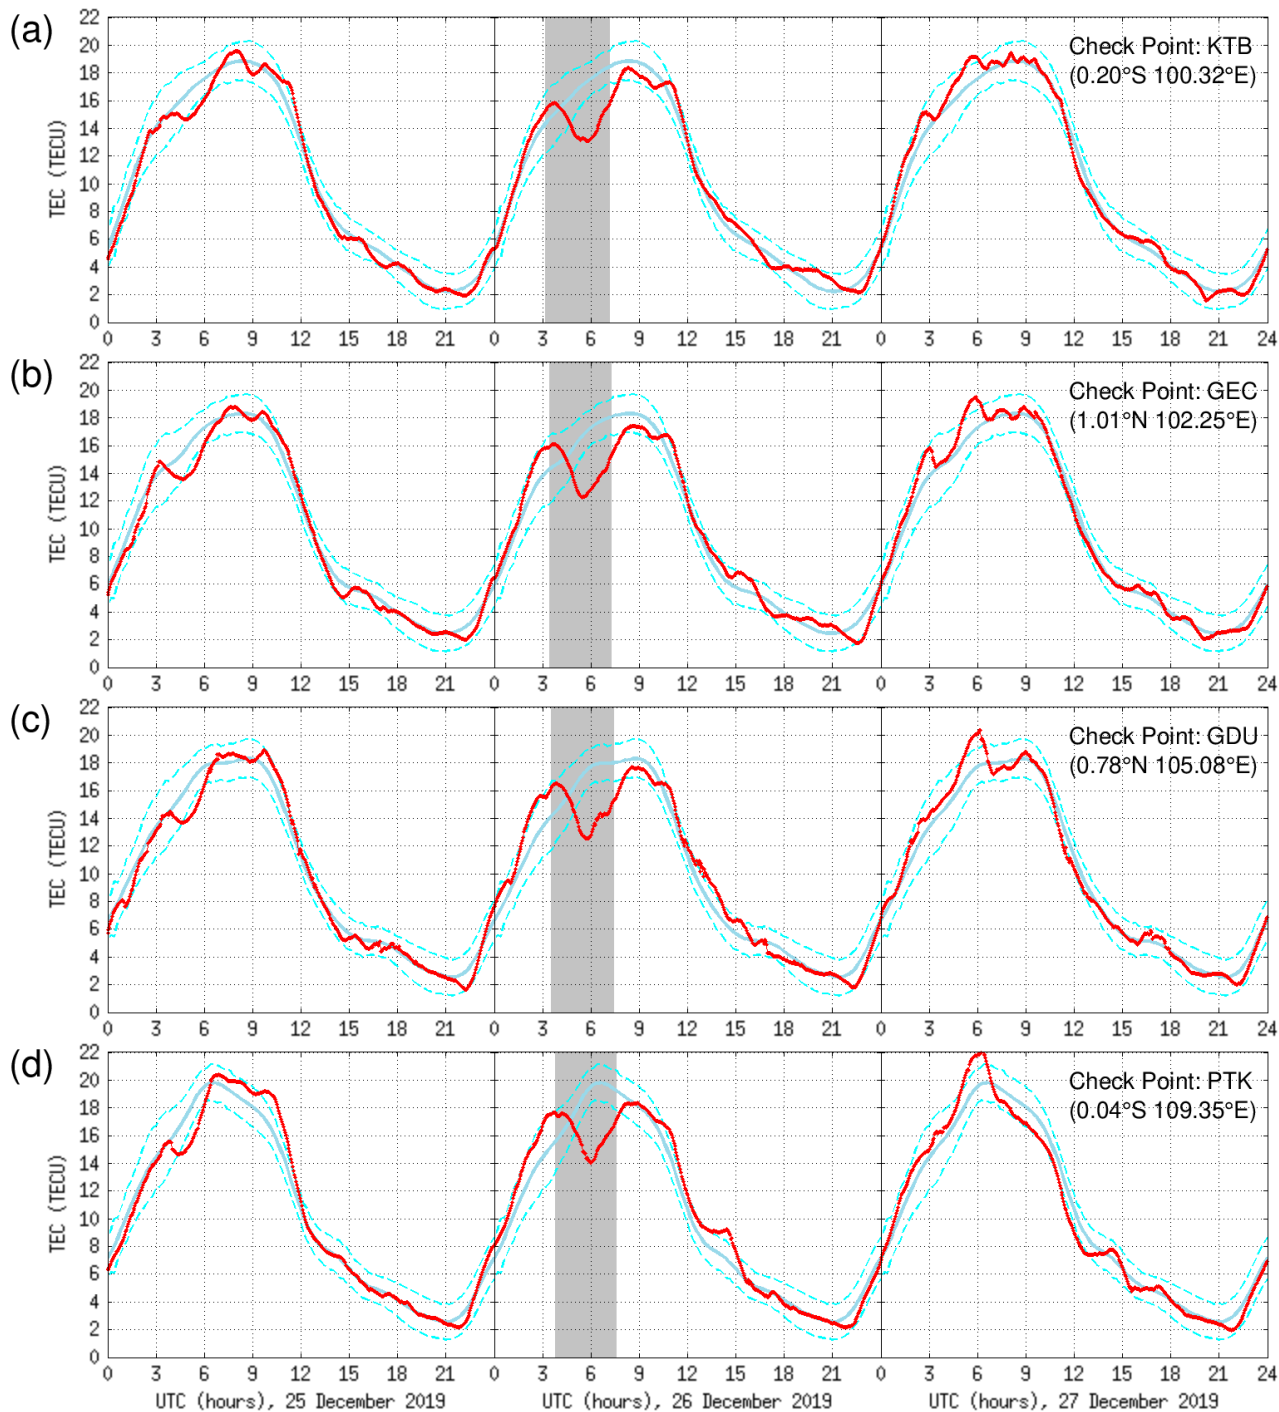 (a)
22
20
18
16
14
12
10
8
6
4
2
0
TEC (TECU)
Check Point: KTB
(0.20°S 100.32°E)
0 3 6 9 12 15 18 21 0 3 6 9 12 15 18 21 0 3 6 9 12 15 18 21 24
(b)
22
20
18
16
14
12
10
8
6
4
2
0
TEC (TECU)
Check Point: GEC
(1.01°N 102.25°E)
0 3 6 9 12 15 18 21 0 3 6 9 12 15 18 21 0 3 6 9 12 15 18 21 24
(c)
22
20
18
16
14
12
10
8
6
4
2
0
TEC (TECU)
Check Point: GDU
(0.78°N 105.08°E)
0 3 6 9 12 15 18 21 0 3 6 9 12 15 18 21 0 3 6 9 12 15 18 21 24
(d)
22
20
18
16
14
12
10
8
6
4
2
0
TEC (TECU)
Check Point: PTK
(0.04°S 109.35°E)
0 3 6 9 12 15 18 21 0 3 6 9 12 15 18 21 0 3 6 9 12 15 18 21 24
UTC (hours), 25 December 2019 UTC (hours), 26 December 2019 UTC (hours), 27 December 2019